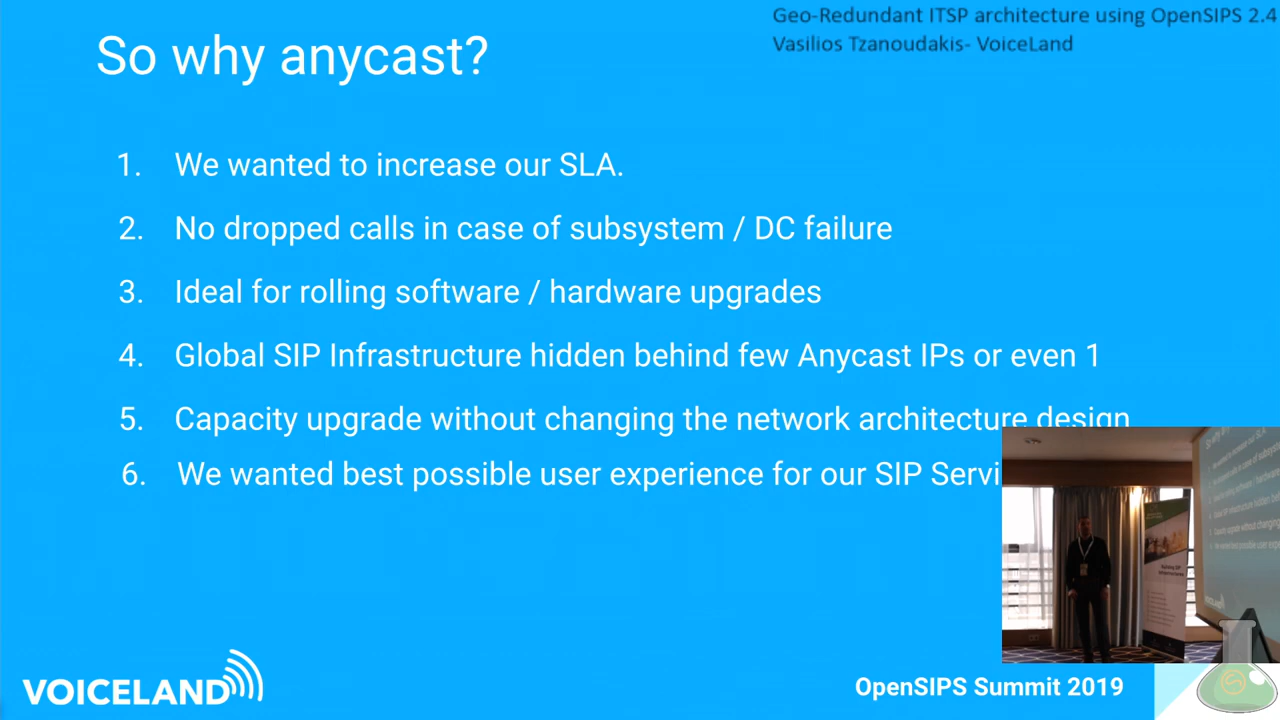 Geo-Redundant ITSP architecture using OpenSIPS 2.4
Vasilios Tzanoudakis- VoiceLand
So why anycast?
1. We wanted to increase our SLA.
2. No dropped calls in case of subsystem / DC failure
3. Ideal for rolling software / hardware upgrades
4. Global SIP Infrastructure hidden behind few Anycast IPs or even 1
5. Capacity upgrade without changing the network architecture design
6. We wanted best possible user experience for our SIP
VOICELAND
OpenSIPS Summit 2019